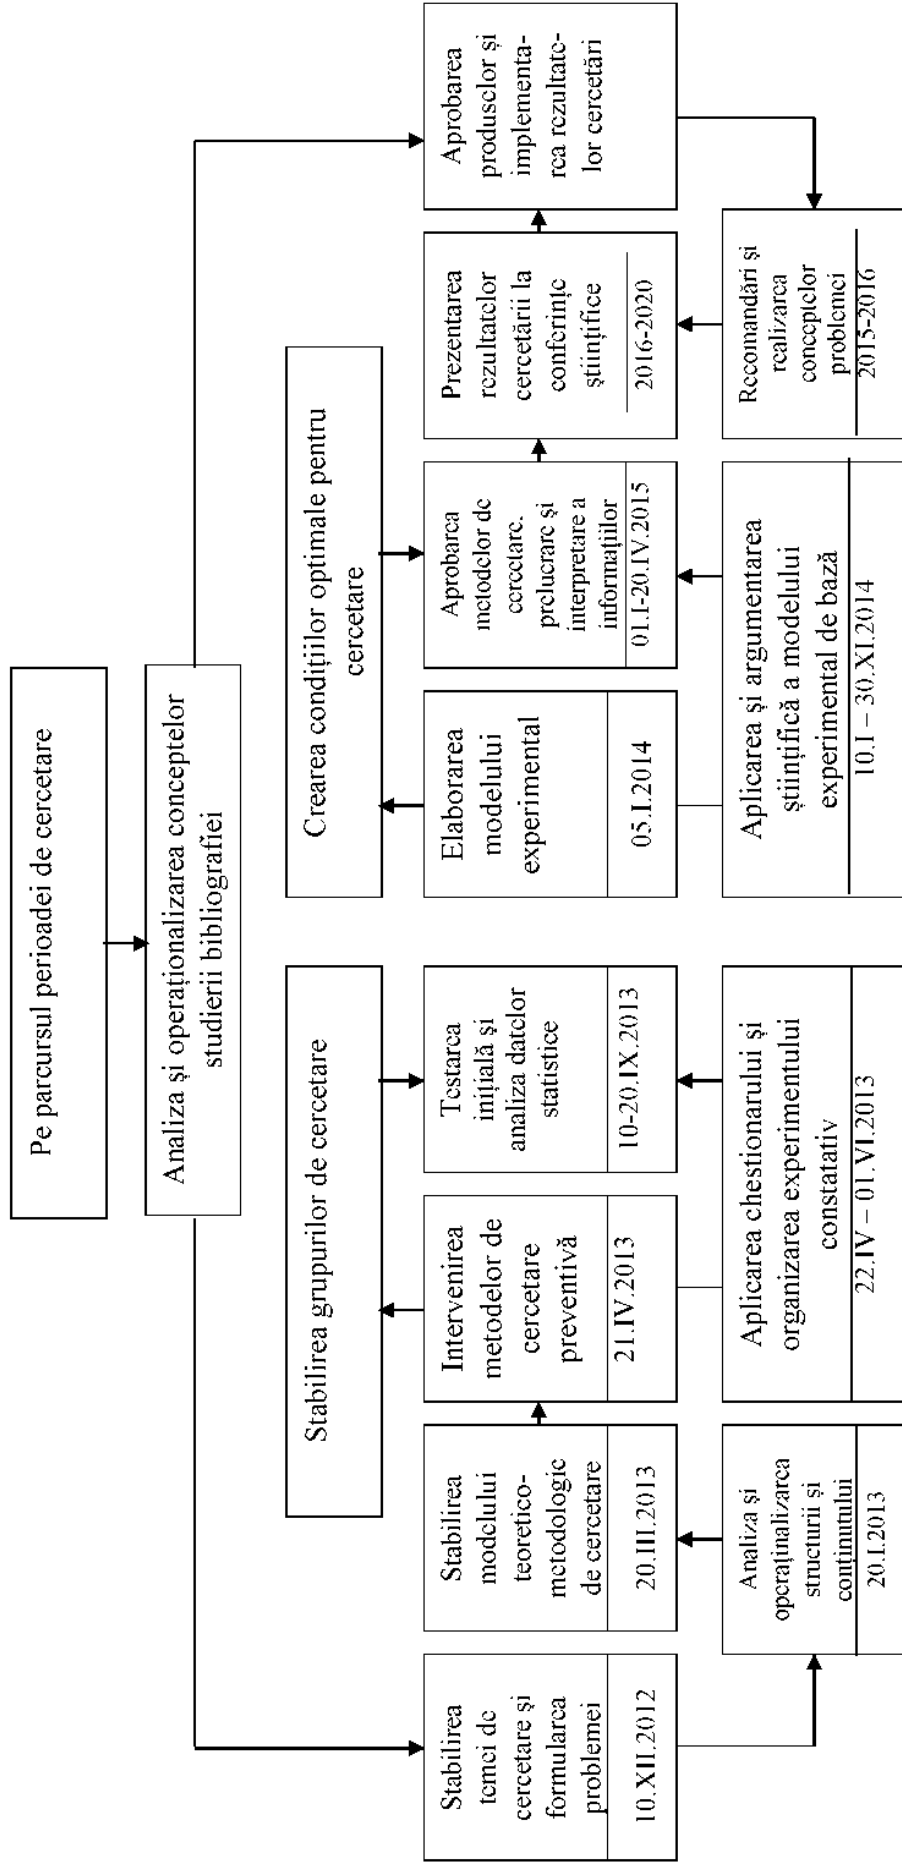 Pe parcursul perioadei de cercetare
Analiza și operaționalizarea conceptelor
studierii bibliografiei
Stabilirea grupurilor de cercetare
Crearea condițiilor optimale pentru
cercetare
Stabilirea
temei de
cercetare și
formularea
problemei
10.XII.2012
Stabilirea
modelului
teoretico-
metodologic
de cercetare
20.III.2013
Intervenirea
metodelor de
cercetare
preventivă
21.IV.2013
Testarea
inițială și
analiza datelor
statistice
10-20.IX.2013
Elaborarea
modelului
experimental
05.I.2014
Aprobarea
metodelor de
cercetare,
prelucrare și
interpretare a
informațiilor
01.I-20.IV.2015
Prezentarea
rezultatelor
cercetării la
conferințe
științifice
2016-2020
Aprobarea
produselor și
implementa-
rea rezultate-
lor cercetări
Analiza și
operaținalizarea
structurii și
conținutului
20.I.2013
Aplicarea chestionarului și
organizarea experimentului
constatativ
22.IV – 01.VI.2013
Aplicarea și argumentarea
științifică a modelului
experimental de bază
10.I – 30.XI.2014
Recomandări și
realizarea
conceptelor
problemei
2015-2016